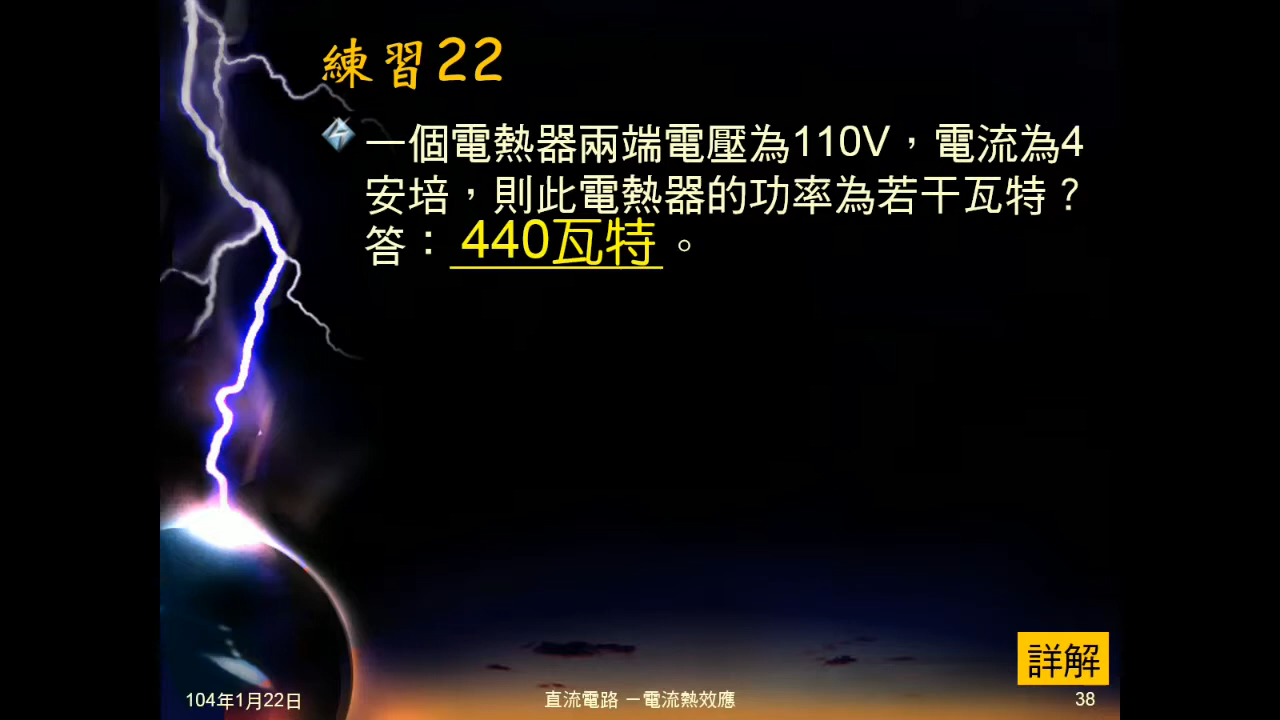 練習22
一個電熱器兩端電壓為110V，電流為4
安培，則此電熱器的功率為若干瓦特？
答：440瓦特。
詳解
104年1月22日
直流電路 －電流熱效應
38